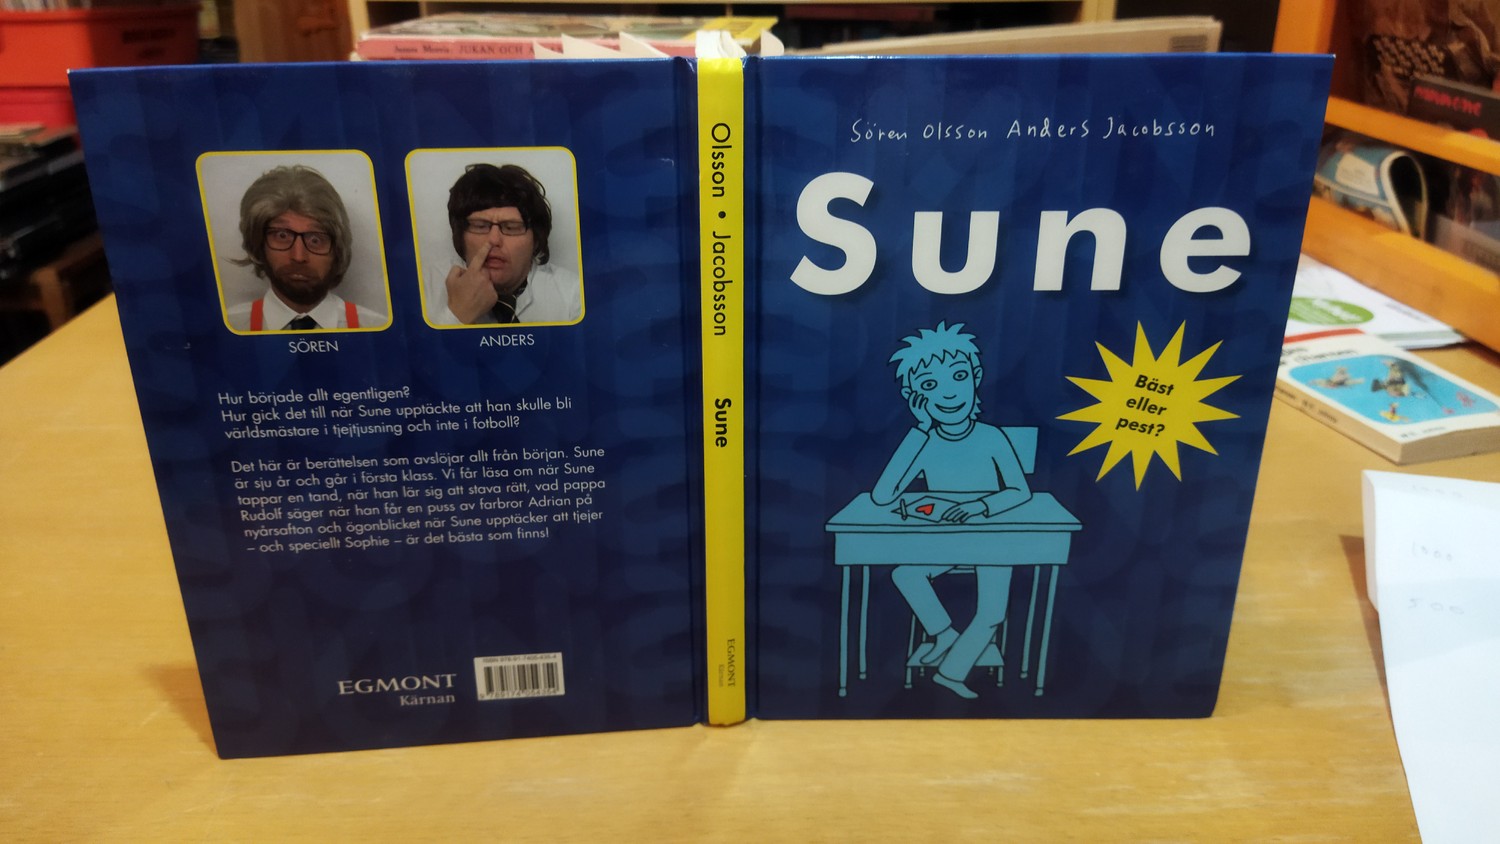 SÖREN
ANDERS
Hur började allt egentligen?
Hur gick det till när Sune upptäckte att han skulle bli
världsmästare i tjejtjusning och inte i fotboll?
Det här är berättelsen som avslöjar allt från början. Sune
är sju år och går i första klass. Vi får läsa om när Sune
tappar en tand, när han lär sig att stava rätt, vad pappa
Rudolf säger när han får en puss av farbror Adrian på
nyårsafton och ögonblicket när Sune upptäcker att tjejer
– och speciellt Sophie – är det bästa som finns!
EGMONT
Kärnan
Olsson • Jacobsson Sune
EGMONT
Kärnan
Sören Olsson Anders Jacobsson
Sune
Bäst
eller
pest?
1000
500